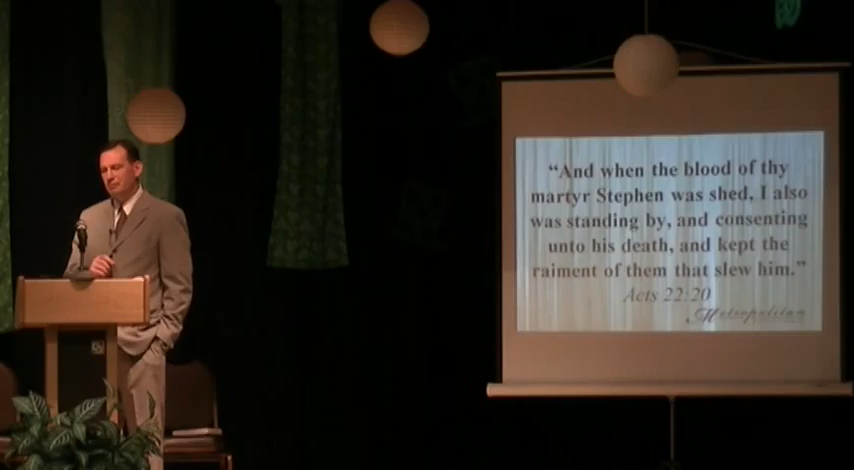 “And when the blood of thy
martyr Stephen was shed, I also
was standing by, and consenting
unto his death, and kept the
raiment of them that slew him.”
Acts 22:20
Metropolitan